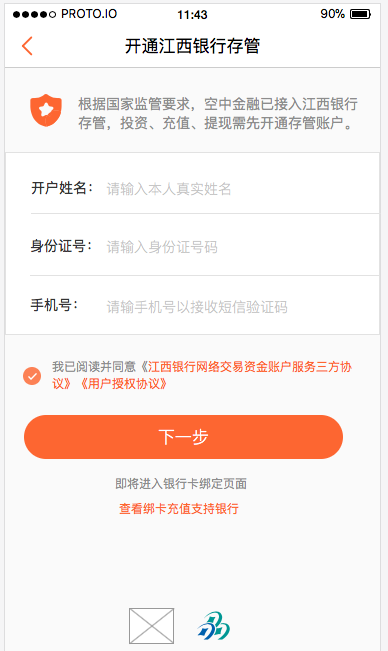 PROTO.IO 11:43 90%
开通江西银行存管
根据国家监管要求，空中金融已接入江西银行
存管，投资、充值、提现需先开通存管账户。
开户姓名： 请输入本人真实姓名
身份证号： 请输入身份证号码
手机号： 请输手机号以接收短信验证码
我已阅读并同意《江西银行网络交易资金账户服务三方协
议》《用户授权协议》
下一步
即将进入银行卡绑定页面
查看绑卡充值支持银行